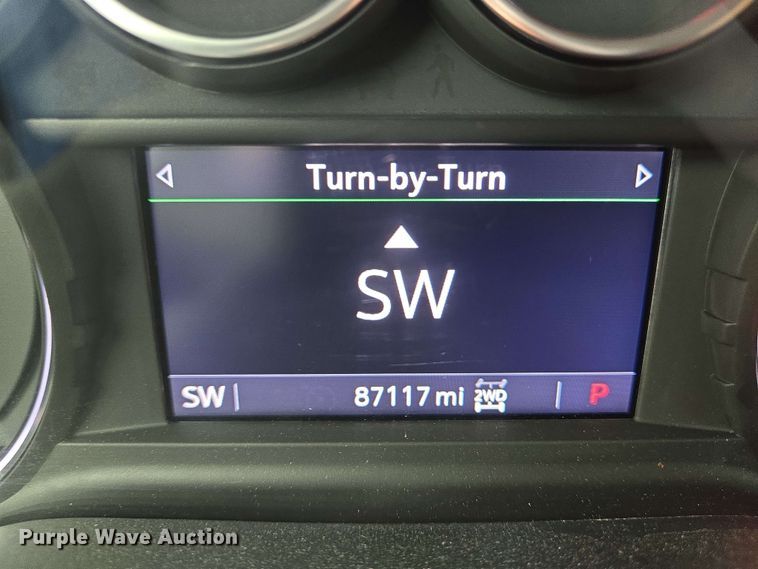 Turn-by-Turn
SW
SW 87117 mi 2WD P
Purple Wave Auction